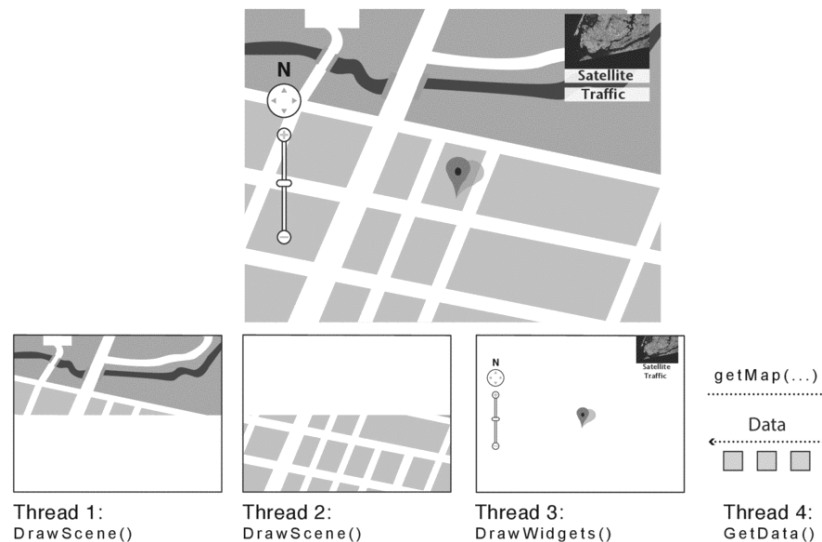 N
Satellite
Traffic
N
Satellite
Traffic
getMap(...)
Data
Thread 1:
DrawScene()
Thread 2:
DrawScene()
Thread 3:
DrawWidgets()
Thread 4:
GetData()